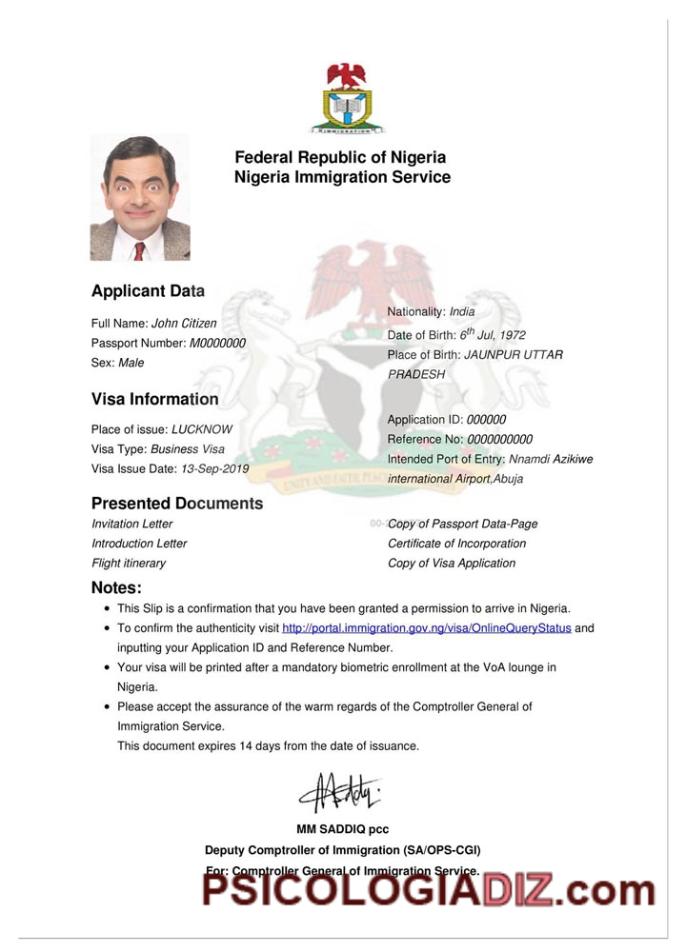 IMMIGRATION
Federal Republic of Nigeria
Nigeria Immigration Service
Applicant Data
Full Name: John Citizen
Passport Number: M0000000
Sex: Male
Nationality: India
Date of Birth: 6th Jul, 1972
Place of Birth: JAUNPUR UTTAR
PRADESH
Visa Information
Place of issue: LUCKNOW
Visa Type: Business Visa
Visa Issue Date: 13-Sep-2019
Application ID: 000000
Reference No: 0000000000
Intended Port of Entry: Nnamdi Azikiwe
international Airport,Abuja
Presented Documents
Invitation Letter
Introduction Letter
Flight itinerary
Copy of Passport Data-Page
Certificate of Incorporation
Copy of Visa Application
Notes:
• This Slip is a confirmation that you have been granted a permission to arrive in Nigeria.
• To confirm the authenticity visit http://portal.immigration.gov.ng/visa/OnlineQueryStatus and
inputting your Application ID and Reference Number.
• Your visa will be printed after a mandatory biometric enrollment at the VoA lounge in
Nigeria.
• Please accept the assurance of the warm regards of the Comptroller General of
Immigration Service.
This document expires 14 days from the date of issuance.
MM SADDIQ pcc
Deputy Comptroller of Immigration (SA/OPS-CGI)
For: Comptroller General of Immigration Service.
PSICOLOGIADIZ.com